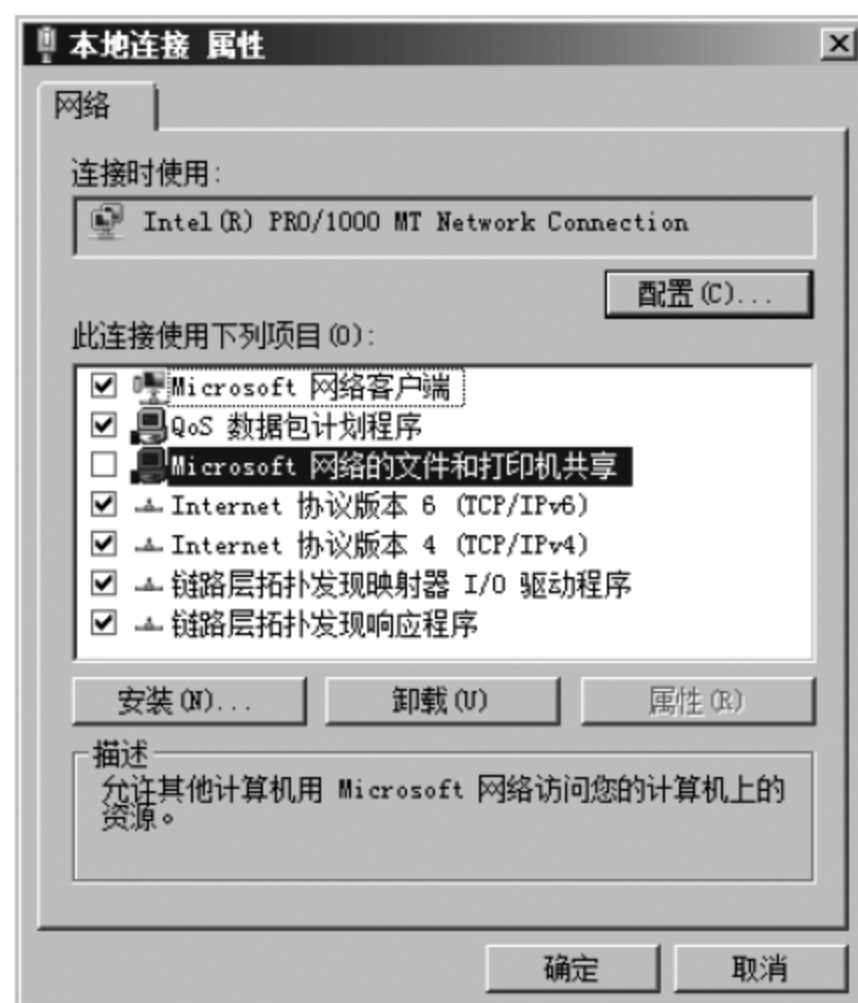 本地连接 属性
网络
连接时使用:
Intel(R) PRO/1000 MT Network Connection
配置(C)...
此连接使用下列项目(O):
Microsoft 网络客户端
QoS 数据包计划程序
Microsoft 网络的文件和打印机共享
Internet 协议版本 6 (TCP/IPv6)
Internet 协议版本 4 (TCP/IPv4)
链路层拓扑发现映射器 I/O 驱动程序
链路层拓扑发现响应程序
安装(N)... 卸载(U) 属性(R)
描述
允许其他计算机用 Microsoft 网络访问您的计算机上的
资源。
确定 取消